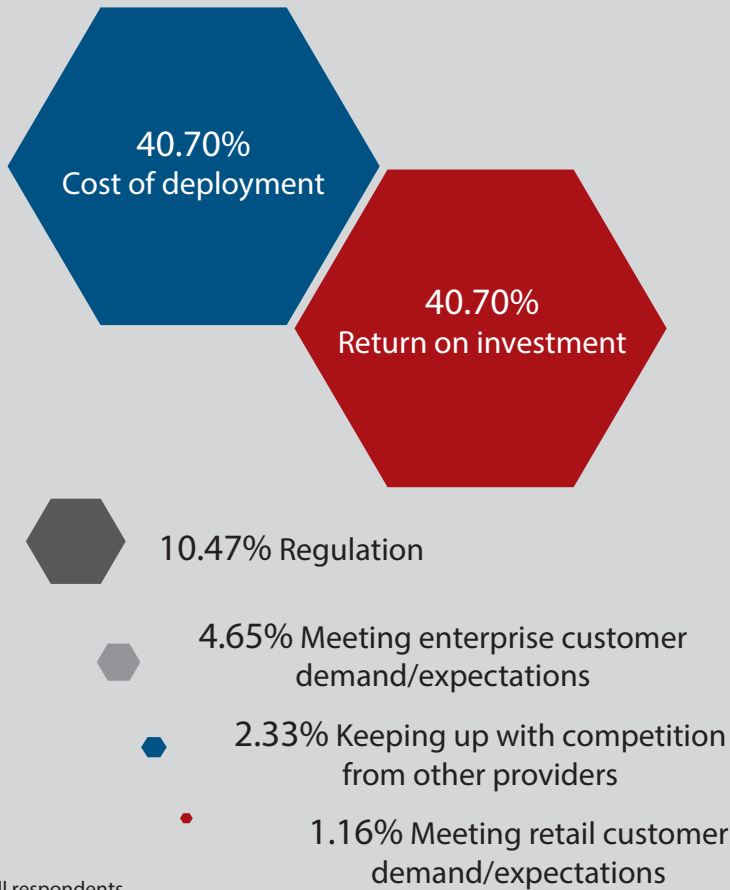 40.70%
Cost of deployment
40.70%
Return on investment
10.47% Regulation
4.65% Meeting enterprise customer
demand/expectations
2.33% Keeping up with competition
from other providers
1.16% Meeting retail customer
demand/expectations
respondents